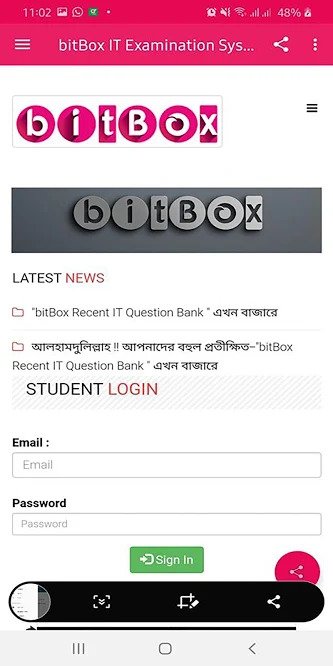 11:02
48%
bitBox IT Examination Sys...
bitBox
bitBox
LATEST NEWS
"bitBox Recent IT Question Bank " এখন বাজারে
আলহামদুলিল্লাহ !! আপনাদের বহুল প্রতীক্ষিত–"bitBox
Recent IT Question Bank " এখন বাজারে
STUDENT LOGIN
Email :
Email
Password
Password
Sign In